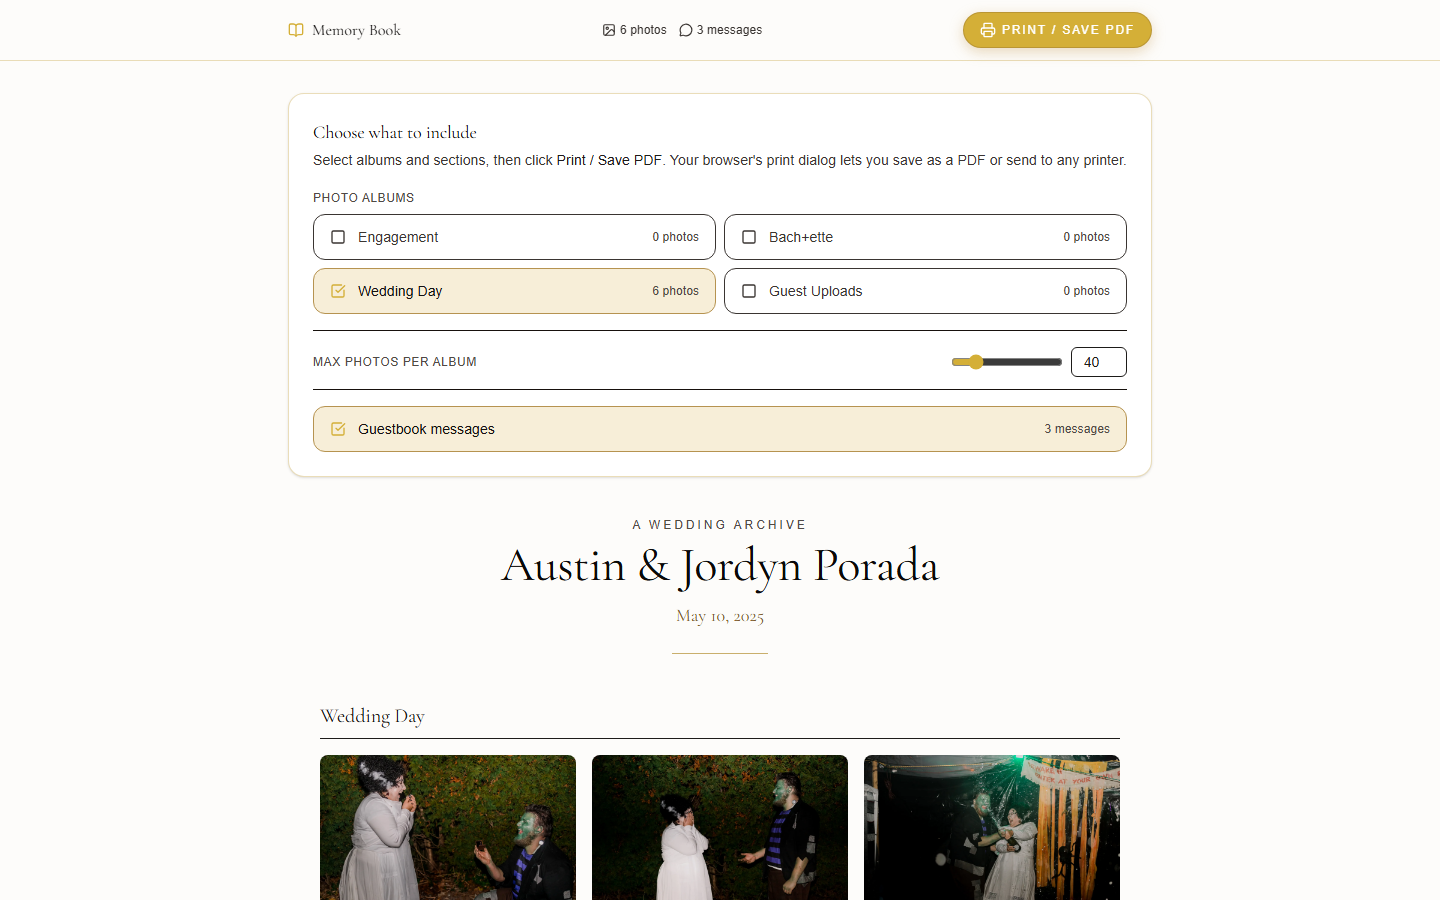 Memory Book
6 photos
3 messages
PRINT / SAVE PDF
Choose what to include
Select albums and sections, then click Print / Save PDF. Your browser's print dialog lets you save as a PDF or send to any printer.
PHOTO ALBUMS
Engagement
0 photos
Bach+ette
0 photos
Wedding Day
6 photos
Guest Uploads
0 photos
MAX PHOTOS PER ALBUM
40
Guestbook messages
3 messages
A WEDDING ARCHIVE
Austin & Jordyn Porada
May 10, 2025
Wedding Day